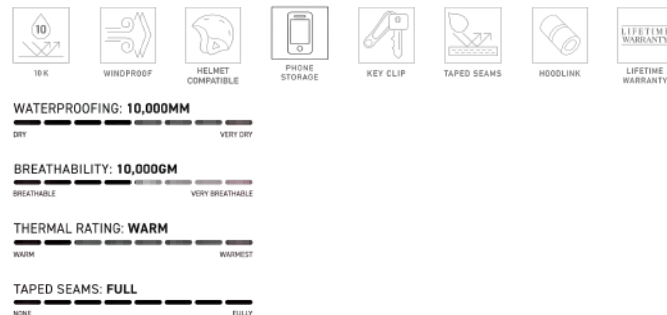 10
LIFETIME
WARRANTY
10K
WINDPROOF
HELMET
COMPATIBLE
PHONE
STORAGE
KEY CLIP
TAPED SEAMS
HOODLINK
LIFETIME
WARRANTY
WATERPROOFING: 10,000MM
DRY VERY DRY
BREATHABILITY: 10,000GM
BREATHABLE VERY BREATHABLE
THERMAL RATING: WARM
WARM WARMEST
TAPED SEAMS: FULL
NONE FULLY